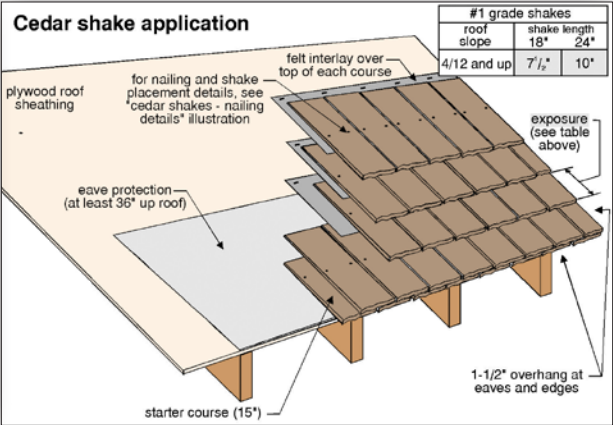 Cedar shake application
#1 grade shakes
roof slope
shake length
18" 24"
4/12 and up 7 1/2" 10"
felt interlay over
top of each course
for nailing and shake
placement details, see
"cedar shakes - nailing
details" illustration
plywood roof
sheathing
exposure
(see table
above)
eave protection
(at least 36" up roof)
1-1/2" overhang at
eaves and edges
starter course (15")